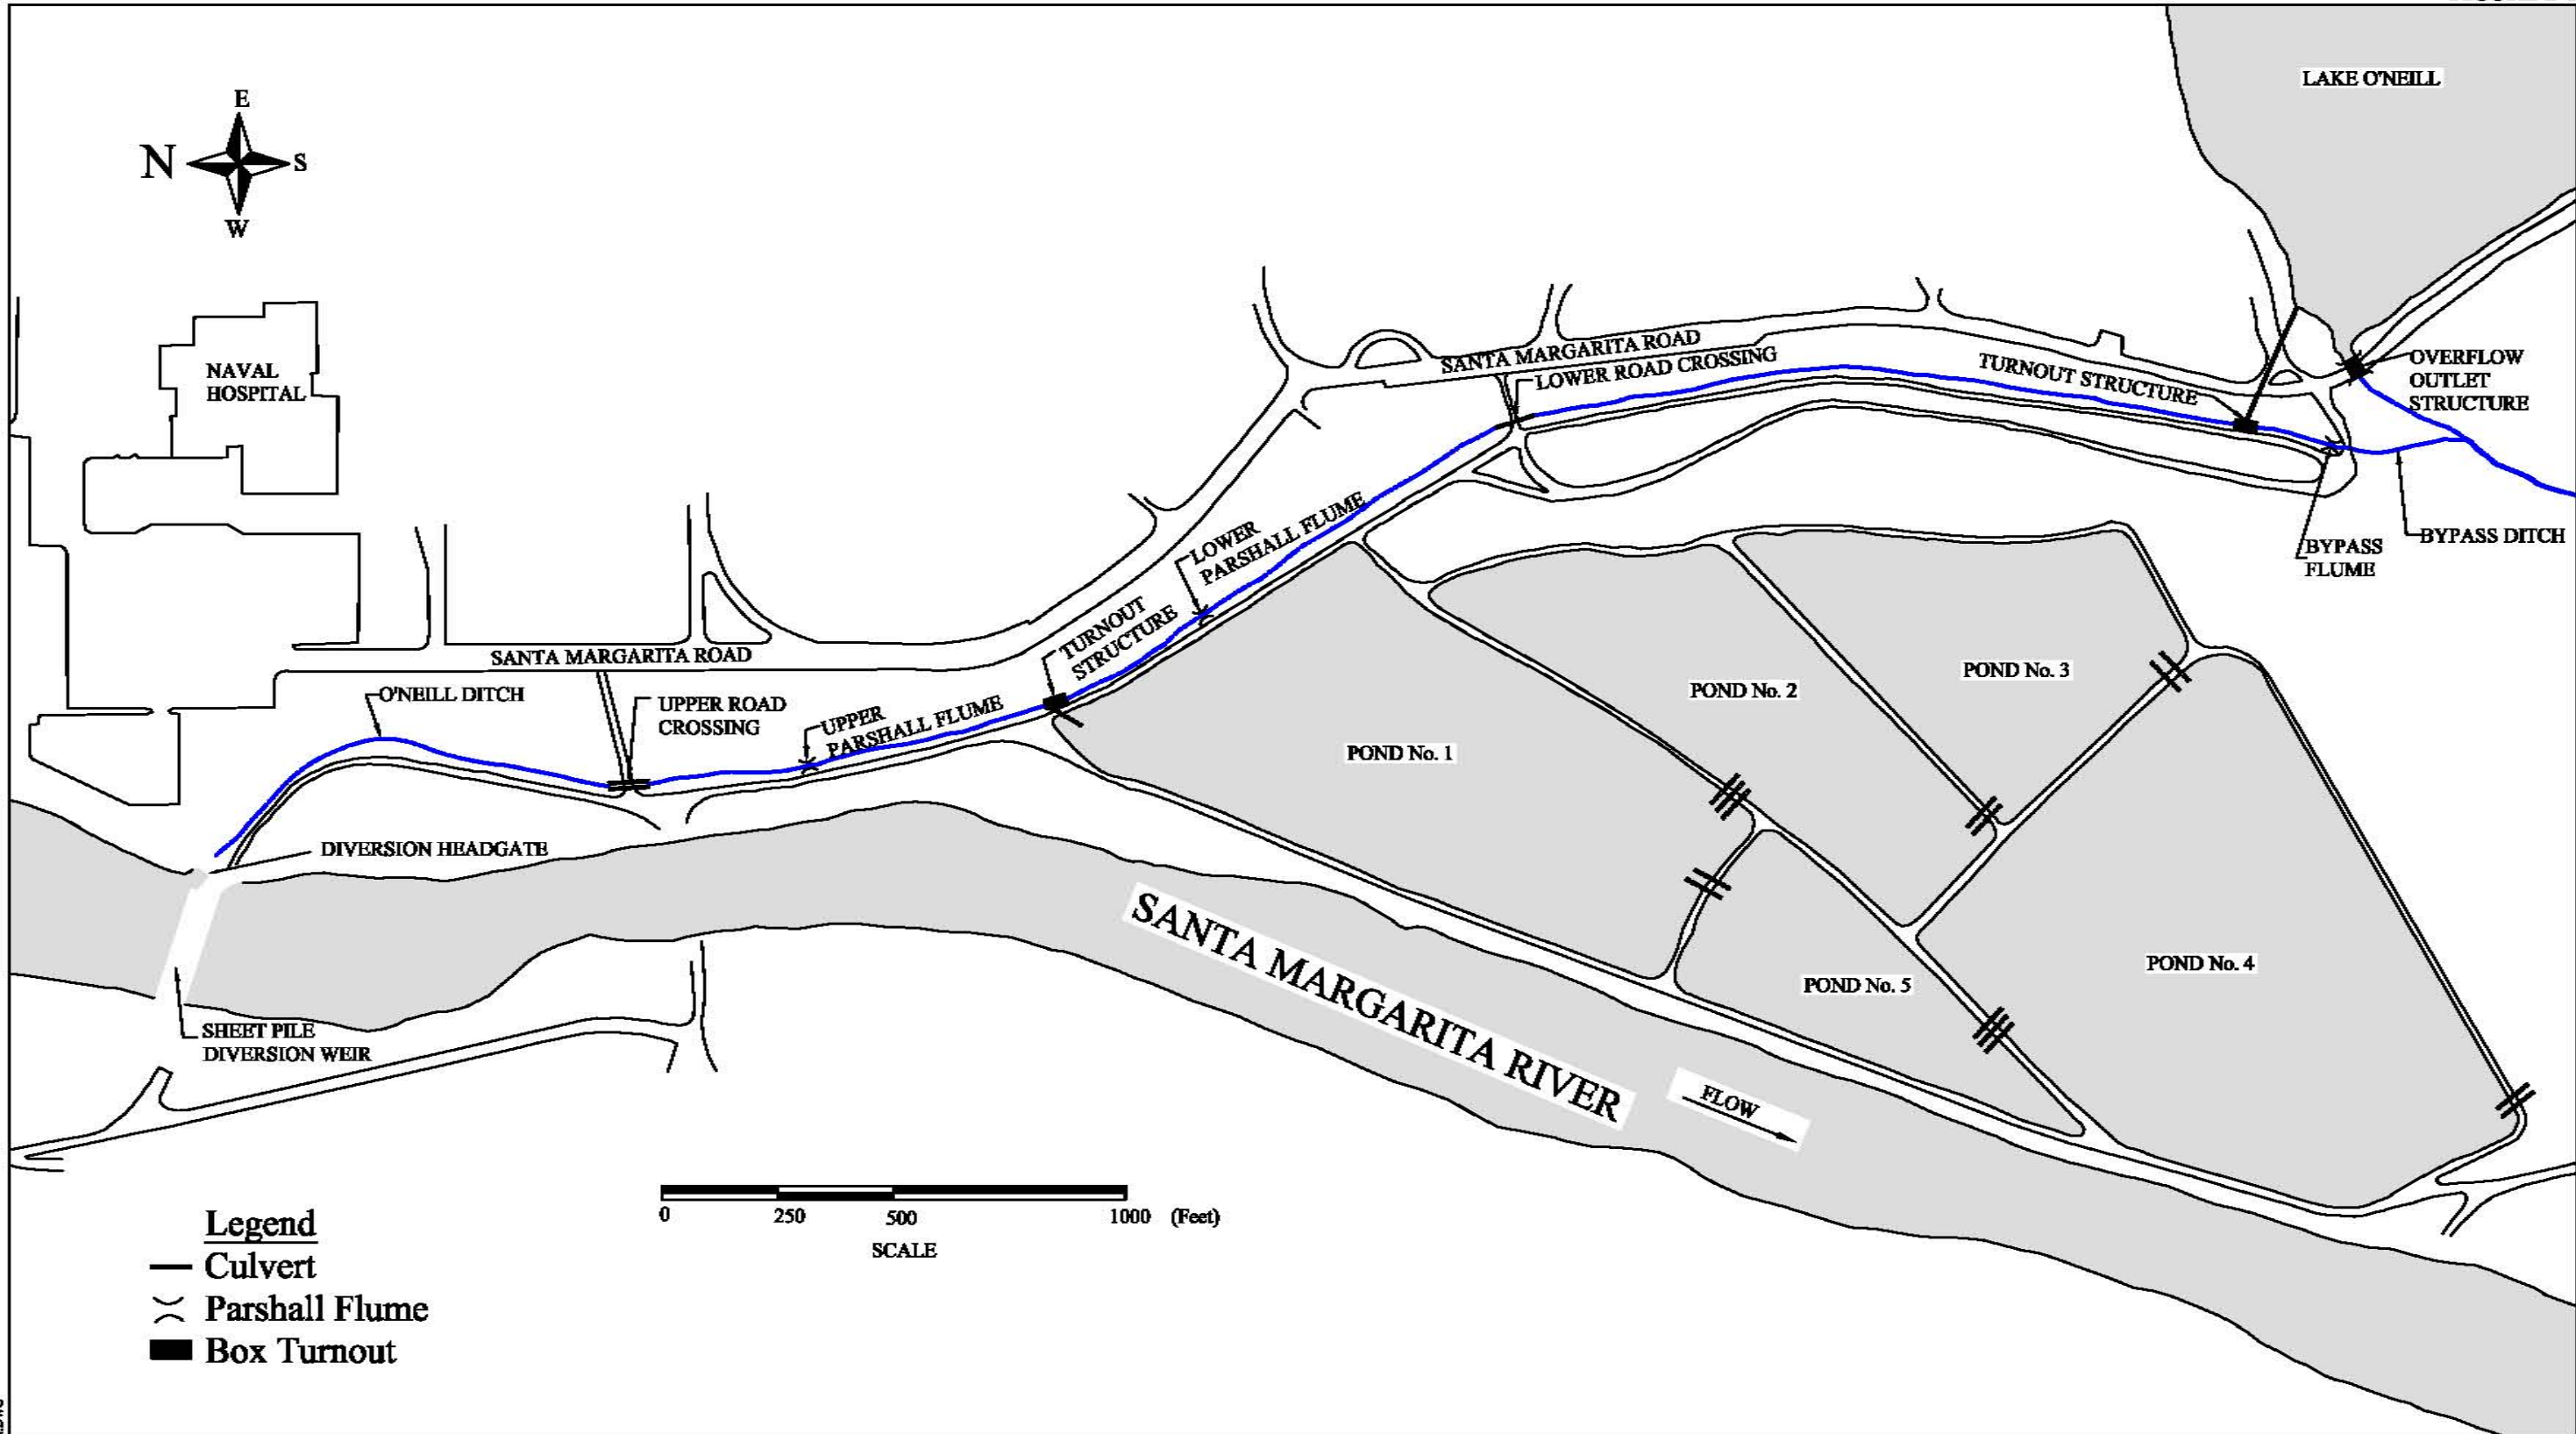 LAKE O'NEILL
E
N
S
W
NAVAL
HOSPITAL
SANTA MARGARITA ROAD
LOWER ROAD CROSSING
TURNOUT STRUCTURE
OVERFLOW
OUTLET
STRUCTURE
LOWER
PARSHALL FLUME
BYPASS
FLUME
BYPASS DITCH
TURNOUT
STRUCTURE
SANTA MARGARITA ROAD
O'NEILL DITCH
UPPER ROAD
CROSSING
UPPER
PARSHALL FLUME
POND No. 3
POND No. 2
POND No. 1
DIVERSION HEADGATE
SANTA MARGARITA RIVER
POND No. 4
POND No. 5
SHEET PILE
DIVERSION WEIR
FLOW
0 250 500 1000 (Feet)
SCALE
Legend
Culvert
Parshall Flume
Box Turnout